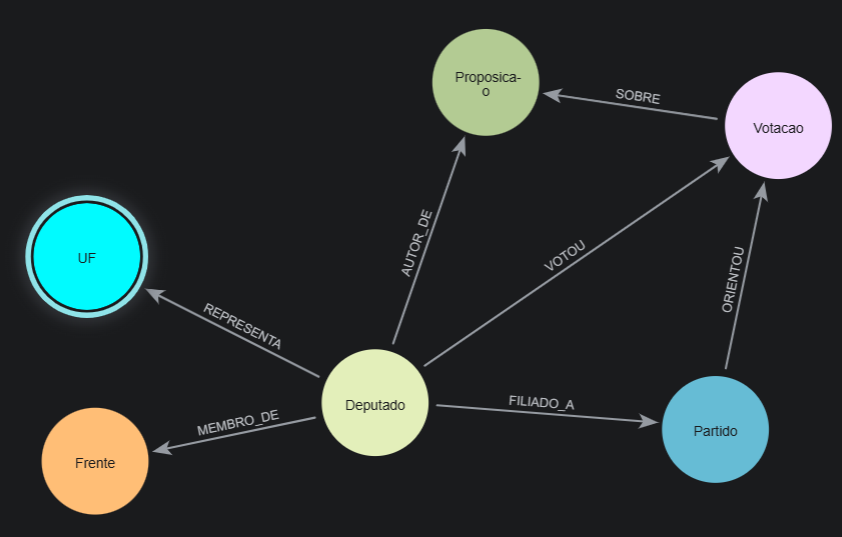 Proposica-
o
SOBRE
Votacao
AUTOR_DE
VOTOU
ORIENTOU
UF
REPRESENTA
Deputado
FILIADO_A
Partido
MEMBRO_DE
Frente